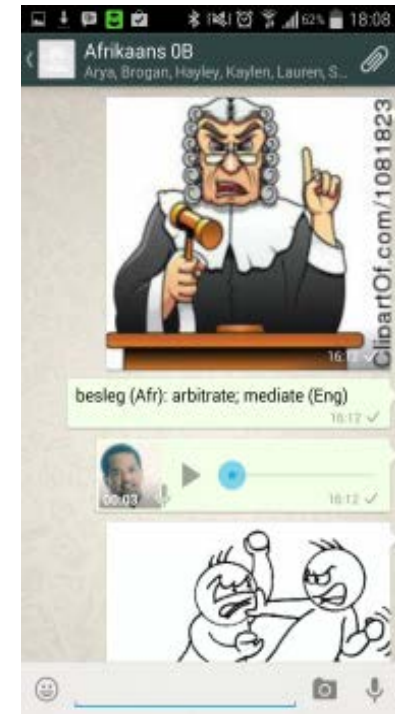 62% 18:08
Afrikaans 0B
Arya, Brogan, Hayley, Kaylen, Lauren, S...
ClipartOf.com/1081823
16:12
besleg (Afr): arbitrate; mediate (Eng)
16:12
00:03
16:12